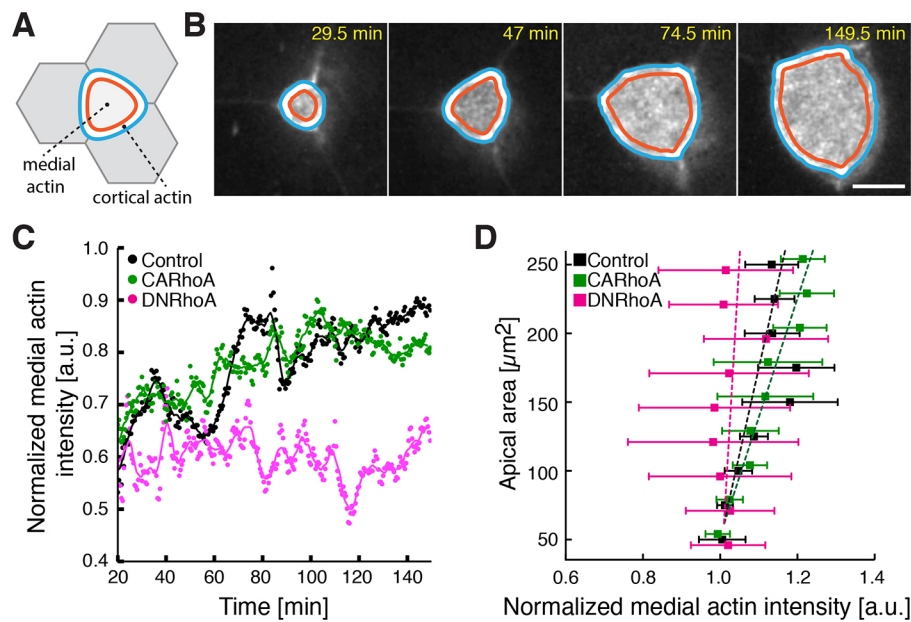 A
medial
actin
cortical actin
B
29.5 min
47 min
74.5 min
149.5 min
C
Normalized medial actin
intensity [a.u.]
1.0
0.9
0.8
0.7
0.6
0.5
0.4
Control
CARhoA
DNRhoA
20
40
60
80
100
120
140
Time [min]
D
Apical area [µm2]
250
200
150
100
50
Control
CARhoA
DNRhoA
0.6
0.8
1.0
1.2
1.4
Normalized medial actin intensity [a.u.]